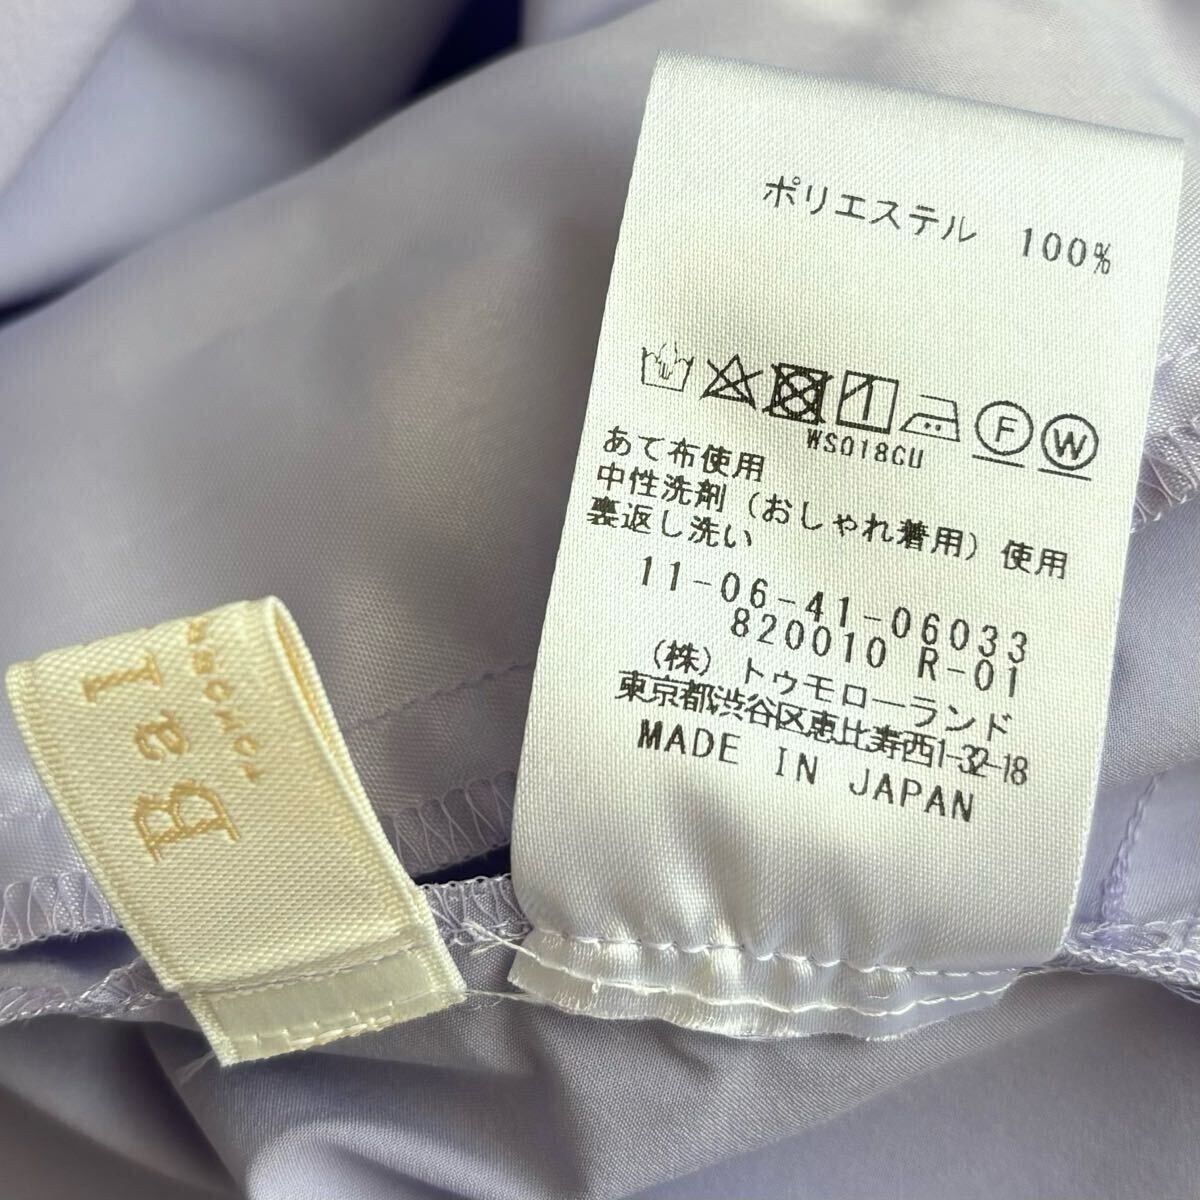 ポリエステル 100%
1
F
W
WS018CU
あて布使用
中性洗剤(おしゃれ着用)使用
裏返し洗い
11-06-41-06033
820010 R-01
(株)トゥモローランド
東京都渋谷区恵比寿西1-32-18
MADE IN JAPAN